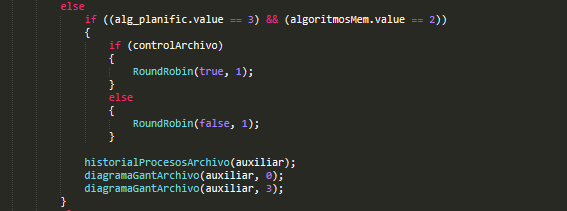 else
if ((alg_planific.value == 3) && (algoritmosMem.value == 2))
{
if (controlArchivo)
{
RoundRobin(true, 1);
}
else
{
RoundRobin(false, 1);
}
historialProcesosArchivo(auxiliar);
diagramaGantArchivo(auxiliar, 0);
diagramaGantArchivo(auxiliar, 3);
}